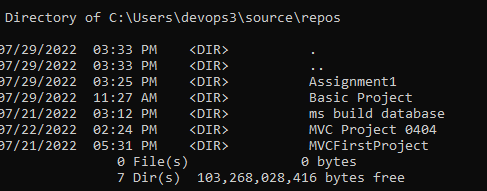 Directory of C:\Users\devops3\source\repos
07/29/2022  03:33 PM    <DIR>          .
07/29/2022  03:33 PM    <DIR>          ..
07/29/2022  03:25 PM    <DIR>          Assignment1
07/29/2022  11:27 AM    <DIR>          Basic Project
07/21/2022  03:12 PM    <DIR>          ms build database
07/22/2022  02:24 PM    <DIR>          MVC Project 0404
07/21/2022  05:31 PM    <DIR>          MVCFirstProject
0 File(s)              0 bytes
7 Dir(s)  103,268,028,416 bytes free